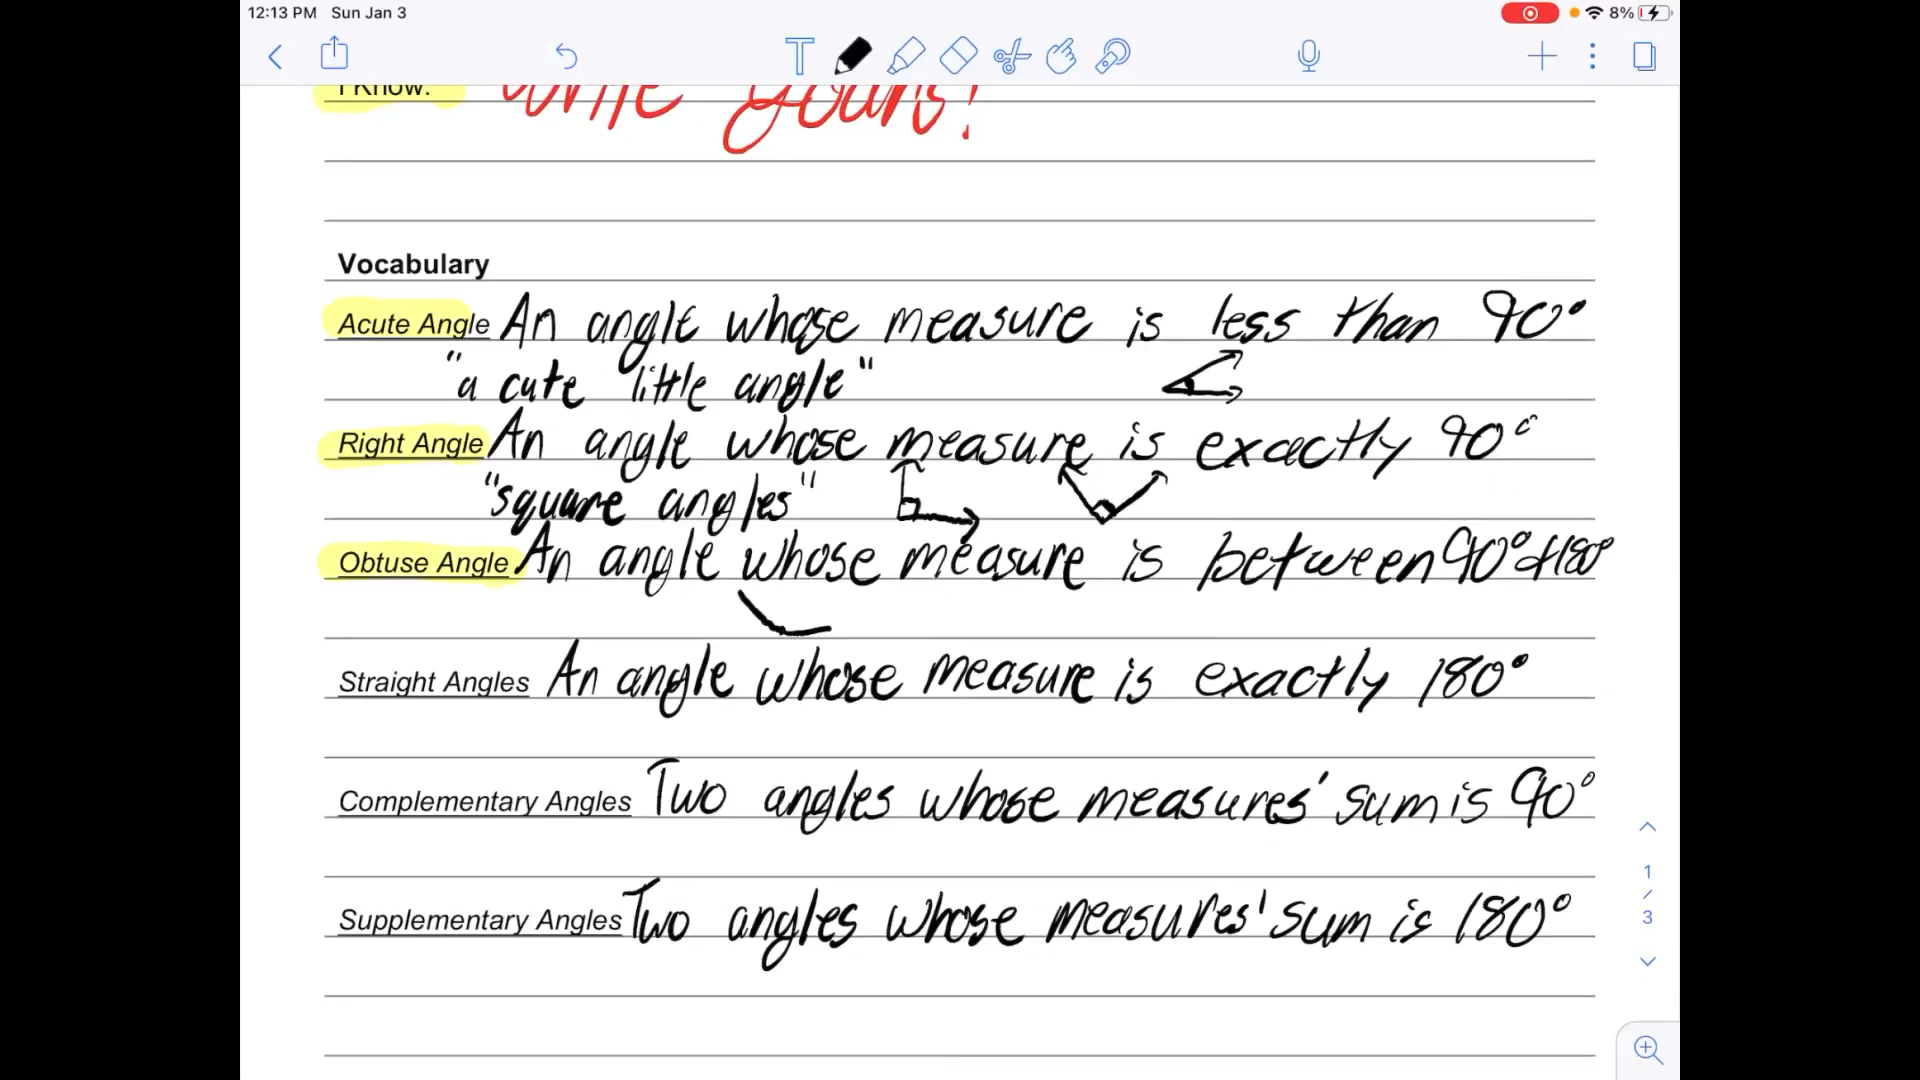 12:13 PM Sun Jan 3
8%
T
I Know:
write yours!
Vocabulary
Acute Angle An angle whose measure is less than 90°
"a cute little angle"
Right Angle An angle whose measure is exactly 90°
"square angles"
Obtuse Angle An angle whose measure is between 90° & 180°
Straight Angles An angle whose measure is exactly 180°
Complementary Angles Two angles whose measures' sum is 90°
Supplementary Angles Two angles whose measures' sum is 180°
1
/
3